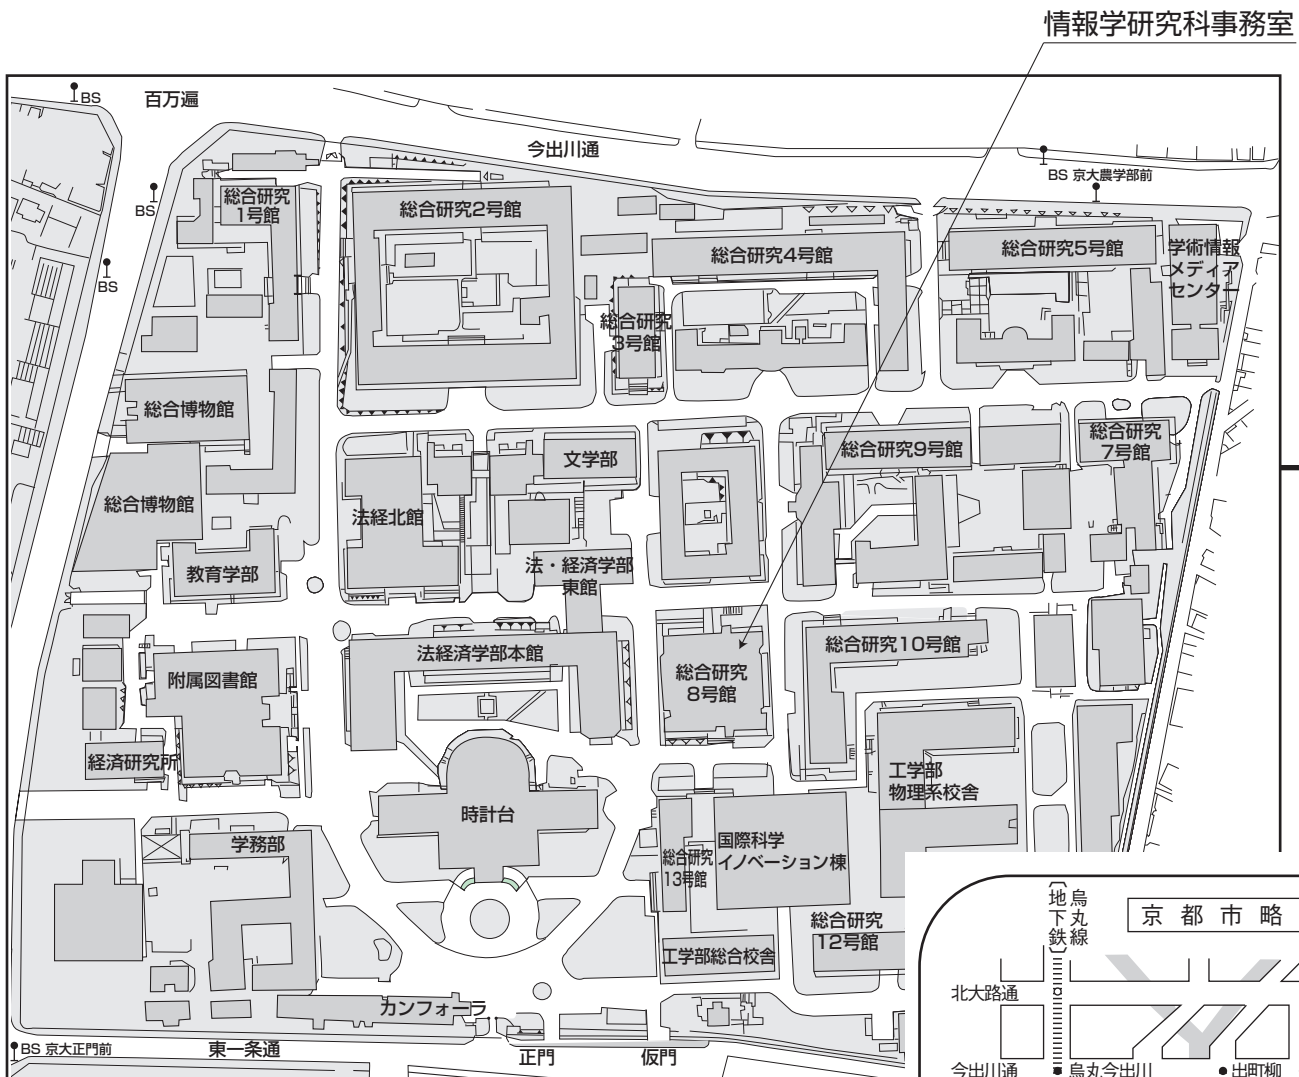 情報学研究科事務室
BS
百万遍
今出川通
BS 京大農学部前
BS
総合研究
1号館
総合研究2号館
総合研究4号館
総合研究5号館
学術情報
メディア
センター
BS
総合研究
3号館
総合博物館
文学部
総合研究9号館
総合研究
7号館
総合博物館
法経北館
教育学部
法・経済学部
東館
法経済学部本館
総合研究
8号館
総合研究10号館
附属図書館
経済研究所
工学部
物理系校舎
時計台
学務部
総合研究
13号館
国際科学
イノベーション棟
総合研究
12号館
工学部総合校舎
カンフォーラ
BS 京大正門前
東一条通
正門
仮門
地下鉄
烏丸線
京都市略
北大路通
今出川通
烏丸今出川
出町柳